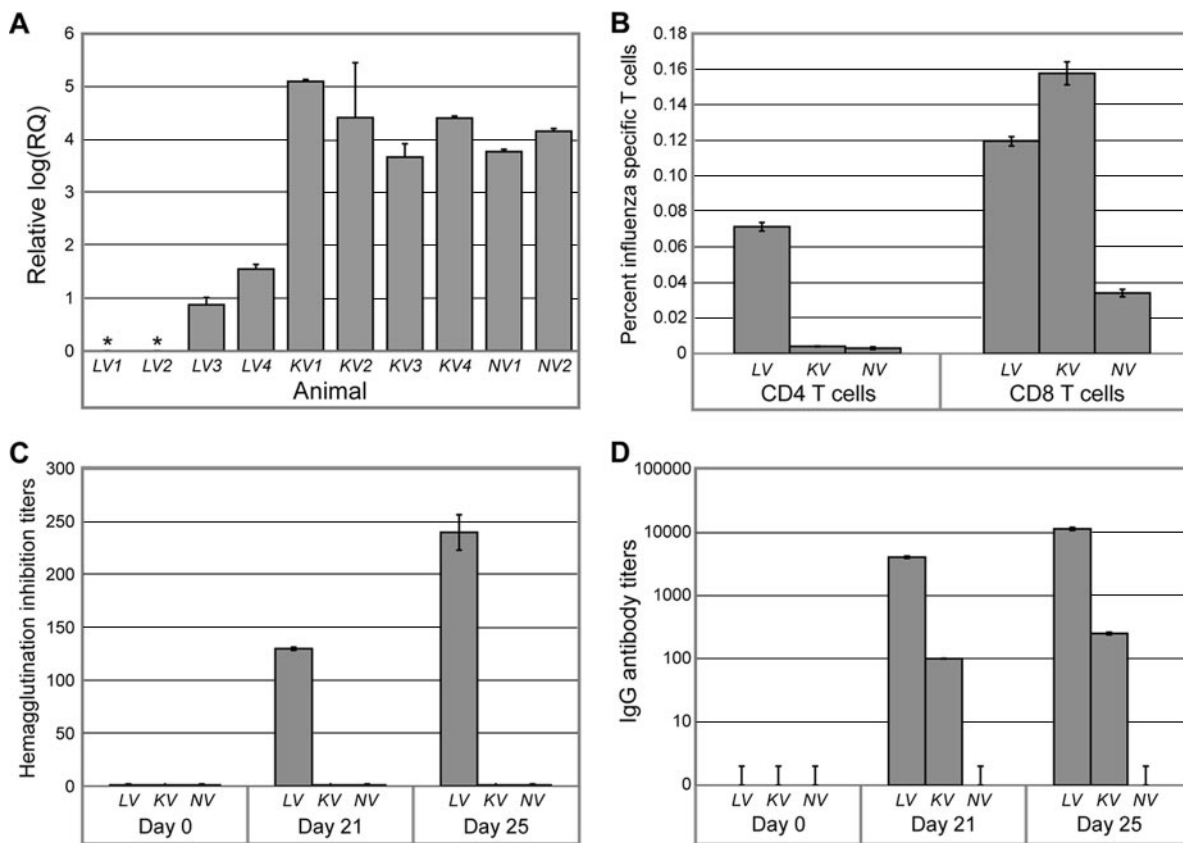 A
Relative log(RQ)
6
5
4
3
2
1
0
* *
LV1 LV2 LV3 LV4 KV1 KV2 KV3 KV4 NV1 NV2
Animal
B
Percent influenza specific T cells
0.18
0.16
0.14
0.12
0.10
0.08
0.06
0.04
0.02
0
LV KV NV LV KV NV
CD4 T cells CD8 T cells
C
Hemagglutination inhibition titers
300
250
200
150
100
50
0
LV KV NV LV KV NV LV KV NV
Day 0 Day 21 Day 25
D
IgG antibody titers
100000
10000
1000
100
10
0
LV KV NV LV KV NV LV KV NV
Day 0 Day 21 Day 25